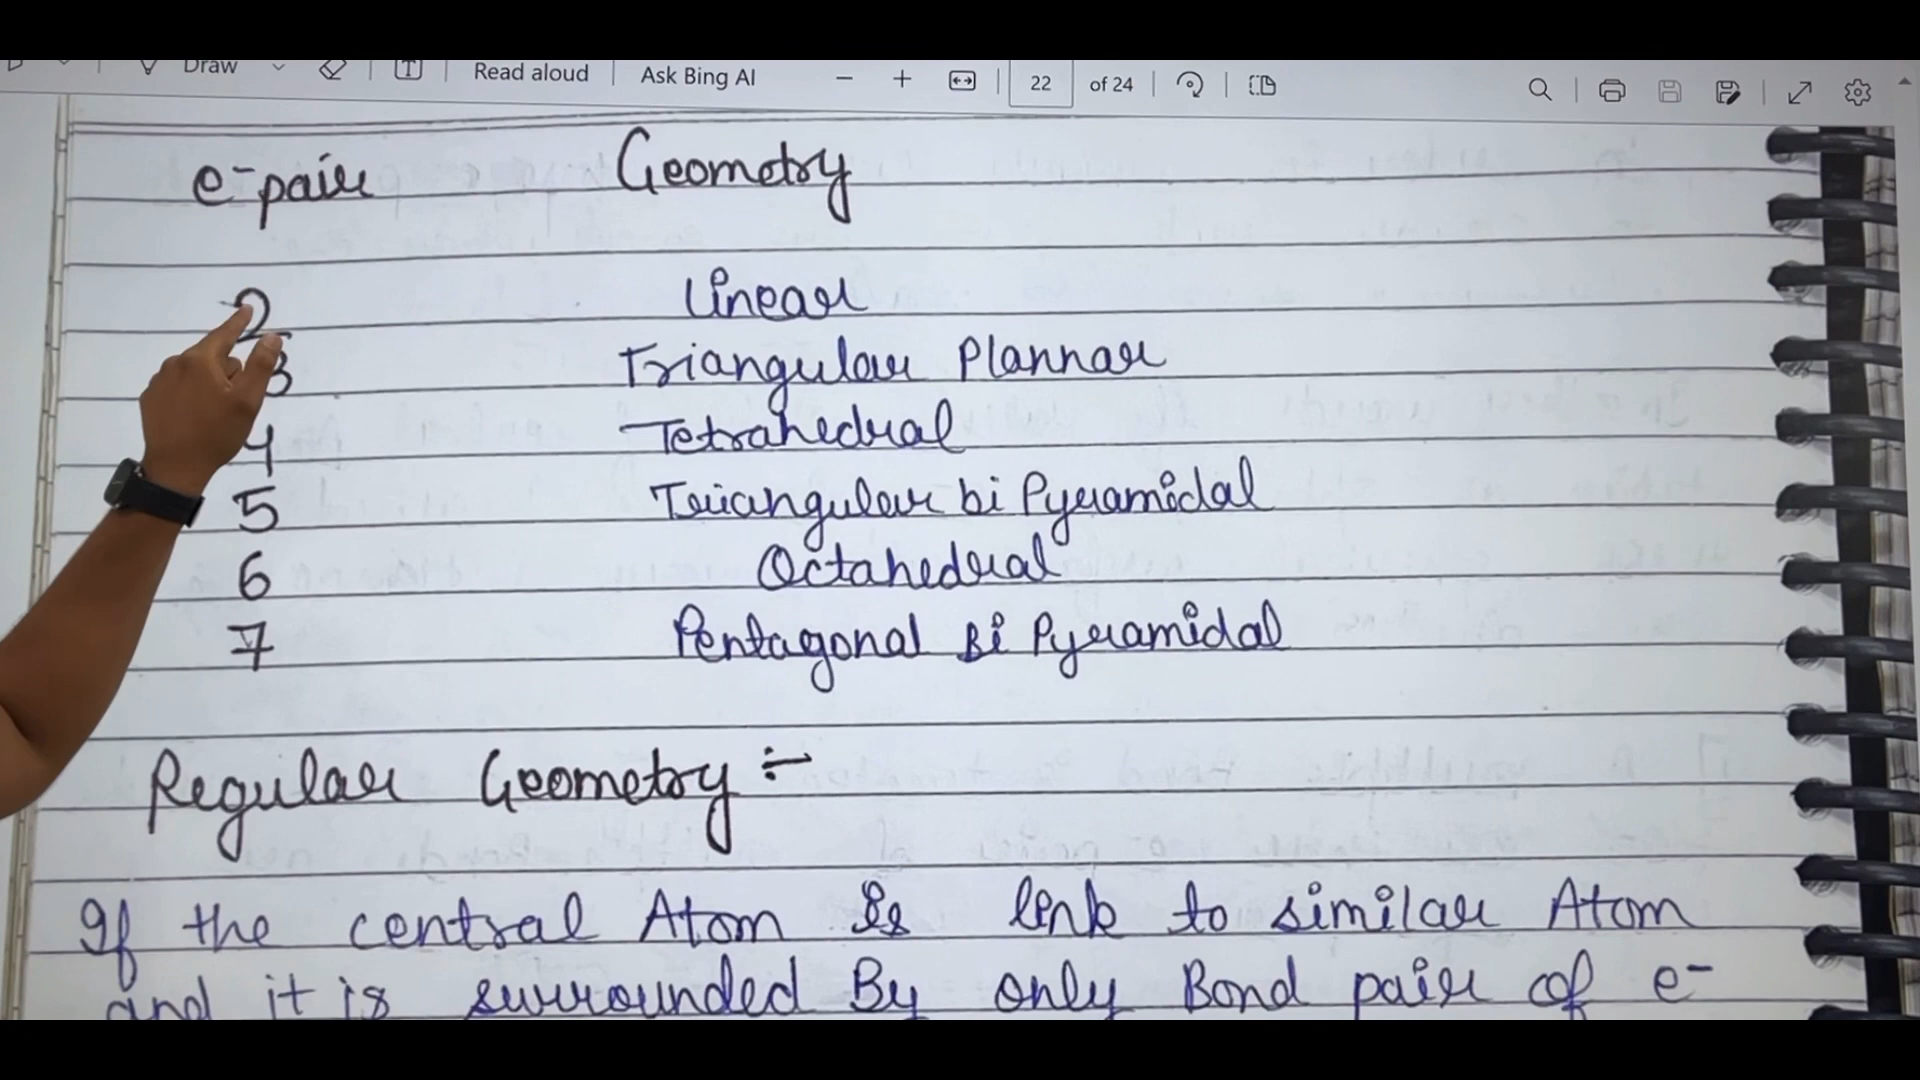 Draw Read aloud Ask Bing AI 22 of 24
e- pair Geometry
2 Linear
3 Triangular Plannar
4 Tetrahedral
5 Triangular bi Pyramidal
6 Octahedral
7 Pentagonal Bi Pyramidal
Regular Geometry :-
If the central Atom is link to similar Atom
and it is surrounded By only Bond pair of e-